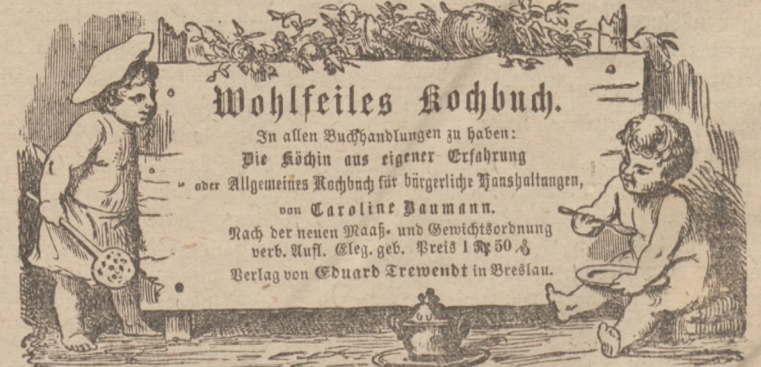 Wohlfeiles Kochbuch.
In allen Buchhandlungen zu haben:
Die Köchin aus eigener Erfahrung
oder Allgemeines Kochbuch für bürgerliche Haushaltungen,
von Caroline Baumann.
Nach der neuen Maaß- und Gewichtsordnung
verb. Aufl. Eleg. geb. Preis 1 Rp 50 ₰
Verlag von Eduard Trewendt in Breslau.